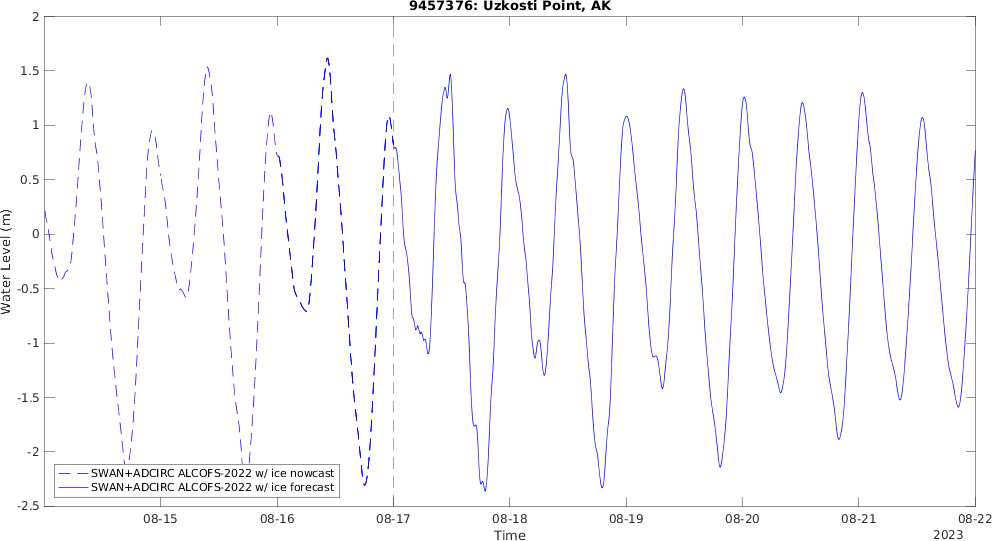 9457376: Uzkosti Point, AK
2
1.5
1
0.5
0
-0.5
-1
-1.5
-2
-2.5
Water Level (m)
SWAN+ADCIRC ALCOFS-2022 w/ ice nowcast
SWAN+ADCIRC ALCOFS-2022 w/ ice forecast
08-15 08-16 08-17 08-18 08-19 08-20 08-21 08-22
Time
2023